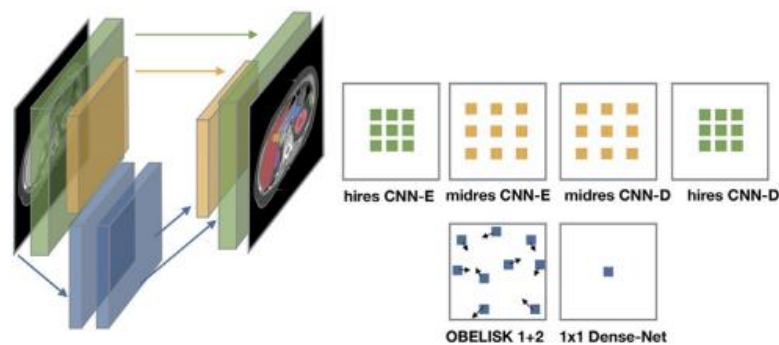 hires CNN-E midres CNN-E midres CNN-D hires CNN-D
OBELISK 1+2 1x1 Dense-Net